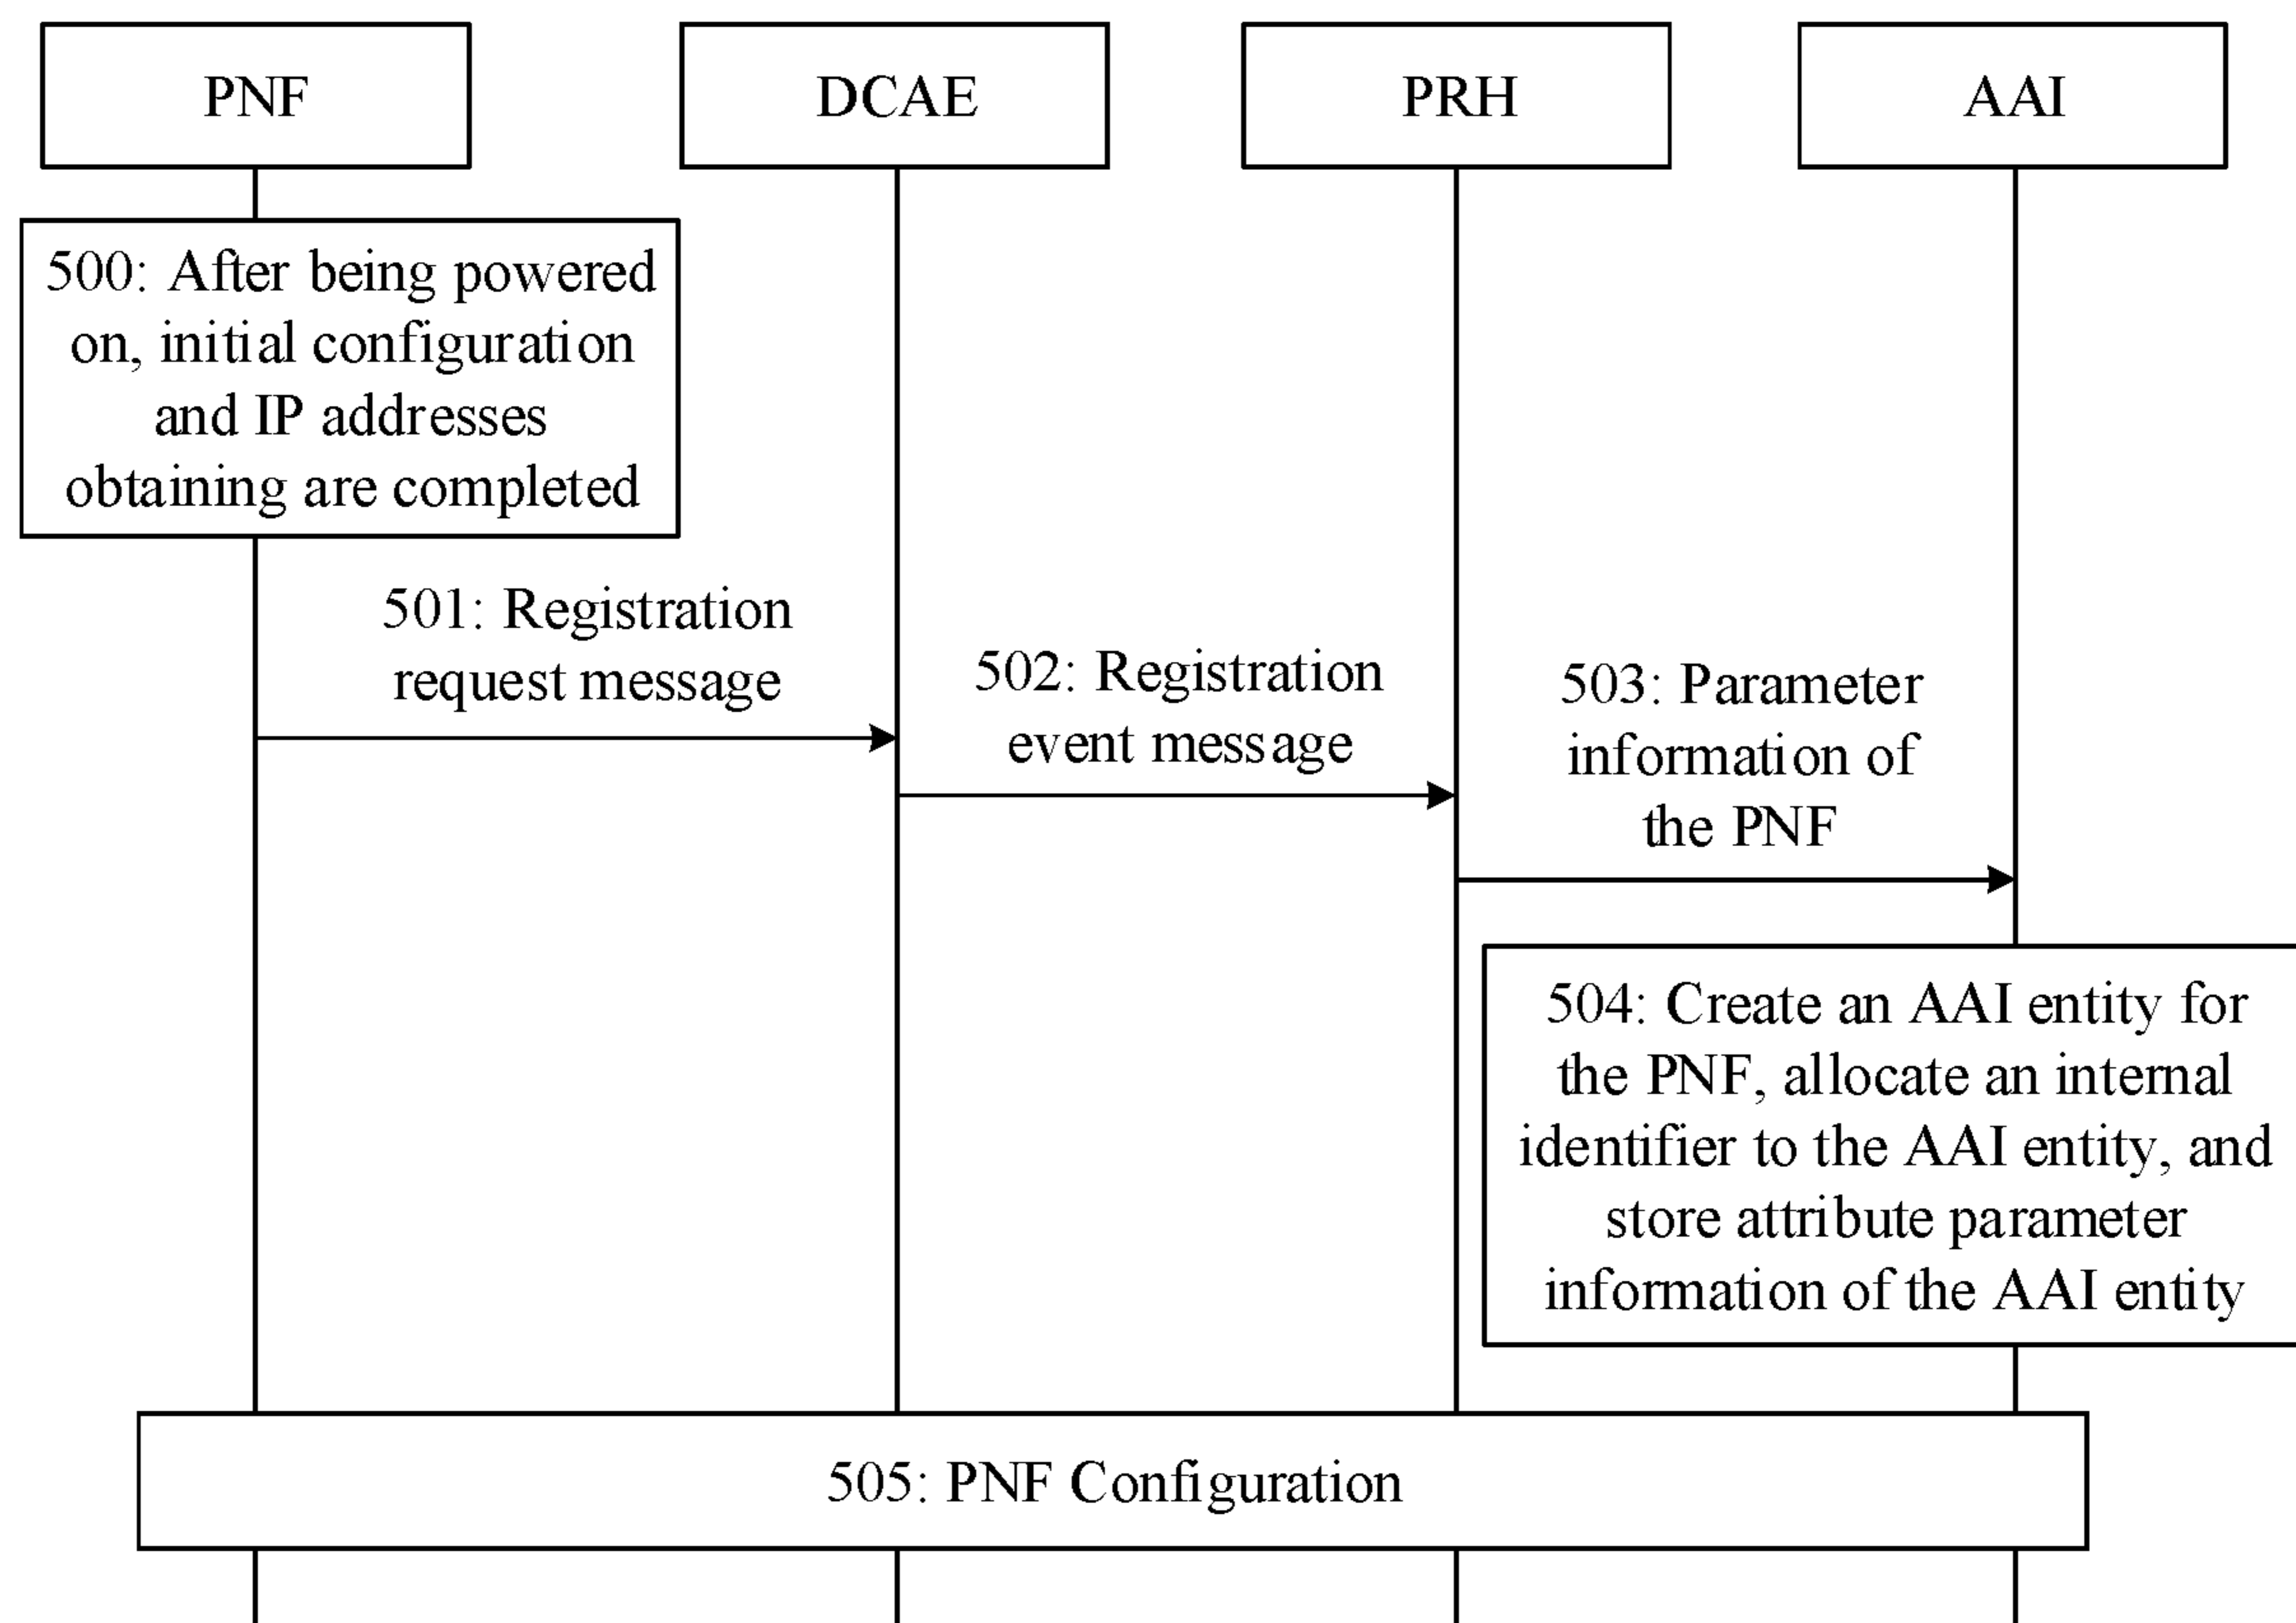 PNF
DCAE
PRH
AAI
500: After being powered
on, initial configuration
and IP addresses
obtaining are completed
501: Registration
request message
502: Registration
event message
503: Parameter
information of
the PNF
504: Create an AAI entity for
the PNF, allocate an internal
identifier to the AAI entity, and
store attribute parameter
information of the AAI entity
505: PNF Configuration